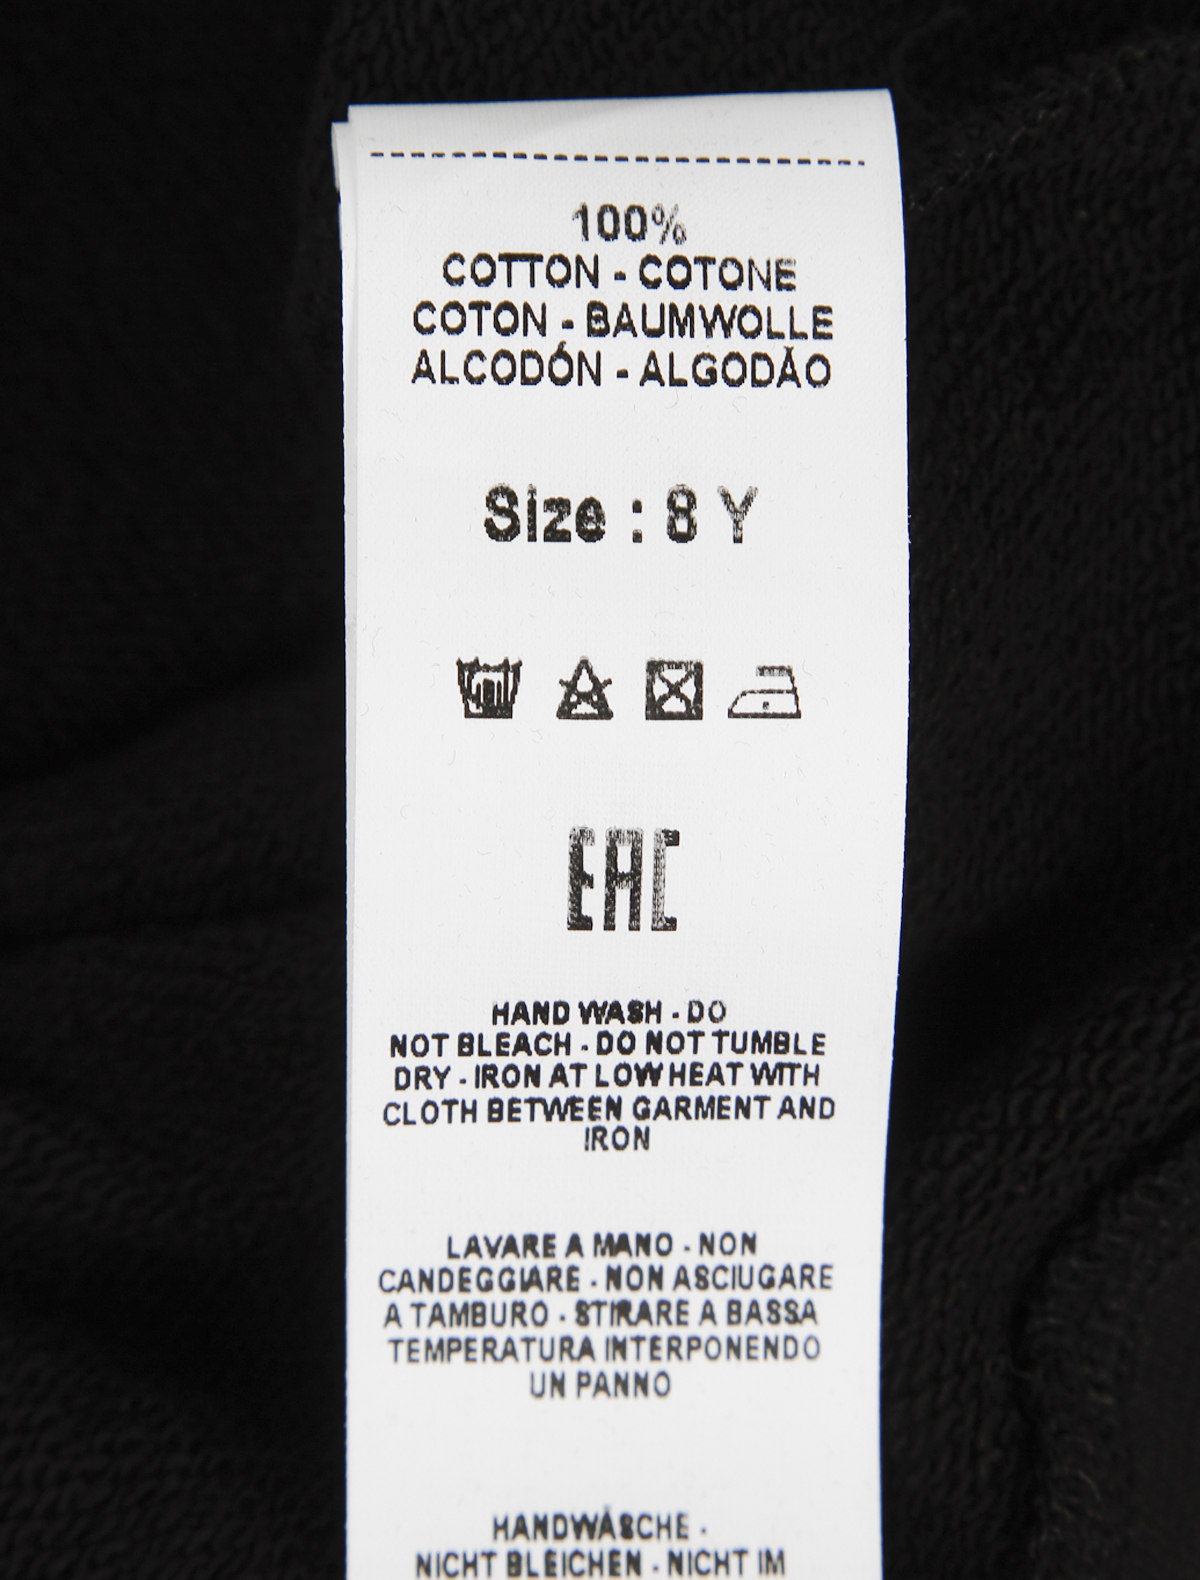 100%
COTTON - COTONE
COTON - BAUMWOLLE
ALCODÓN - ALGODÃO
Size : 8 Y
EAC
HAND WASH - DO
NOT BLEACH - DO NOT TUMBLE
DRY - IRON AT LOW HEAT WITH
CLOTH BETWEEN GARMENT AND
IRON
LAVARE A MANO - NON
CANDEGGIARE - NON ASCIUGARE
A TAMBURO - STIRARE A BASSA
TEMPERATURA INTERPONENDO
UN PANNO
HANDWÄSCHE -
NICHT BLEICHEN - NICHT IM